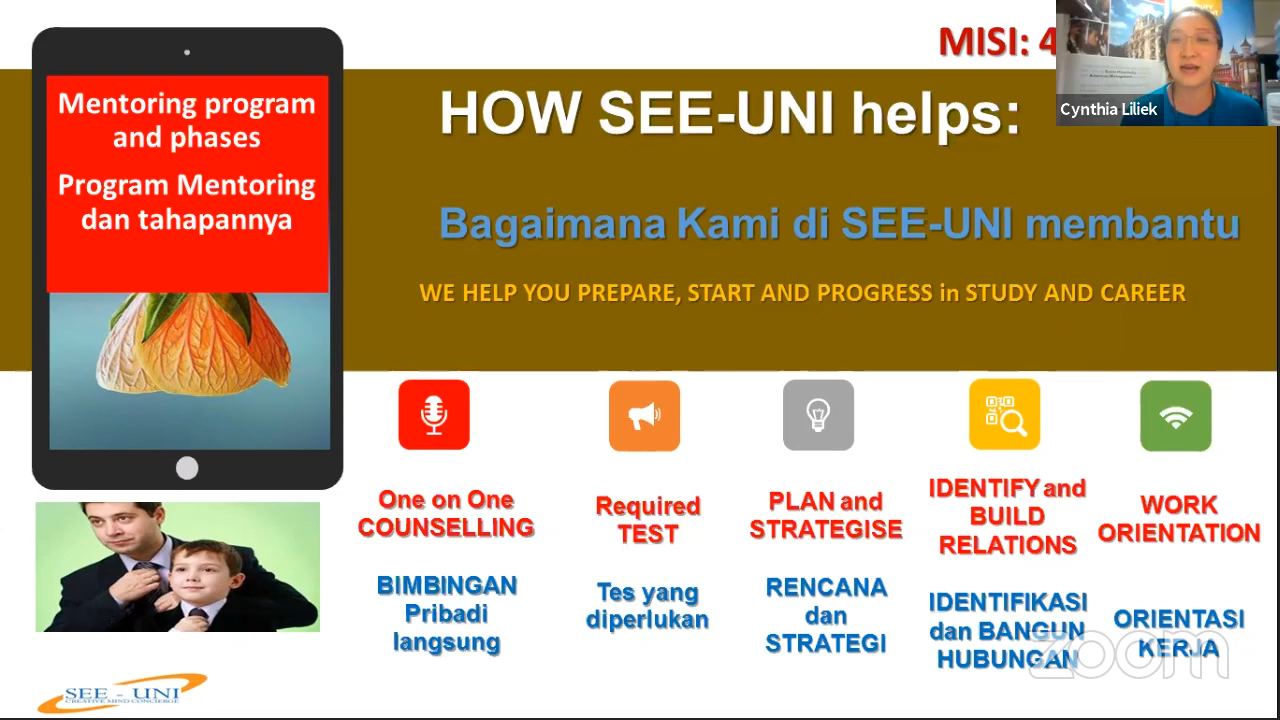 MISI: 4
Cynthia Liliek
Mentoring program
and phases
Program Mentoring
dan tahapannya
HOW SEE-UNI helps:
Bagaimana Kami di SEE-UNI membantu
WE HELP YOU PREPARE, START AND PROGRESS in STUDY AND CAREER
One on One
COUNSELLING
BIMBINGAN
Pribadi
langsung
Required
TEST
Tes yang
diperlukan
PLAN and
STRATEGISE
RENCANA
dan
STRATEGI
IDENTIFY and
BUILD
RELATIONS
IDENTIFIKASI
dan BANGUN
HUBUNGAN
WORK
ORIENTATION
ORIENTASI
KERJA
zoom
SEE - UNI
CREATIVE MIND CONCIERGE